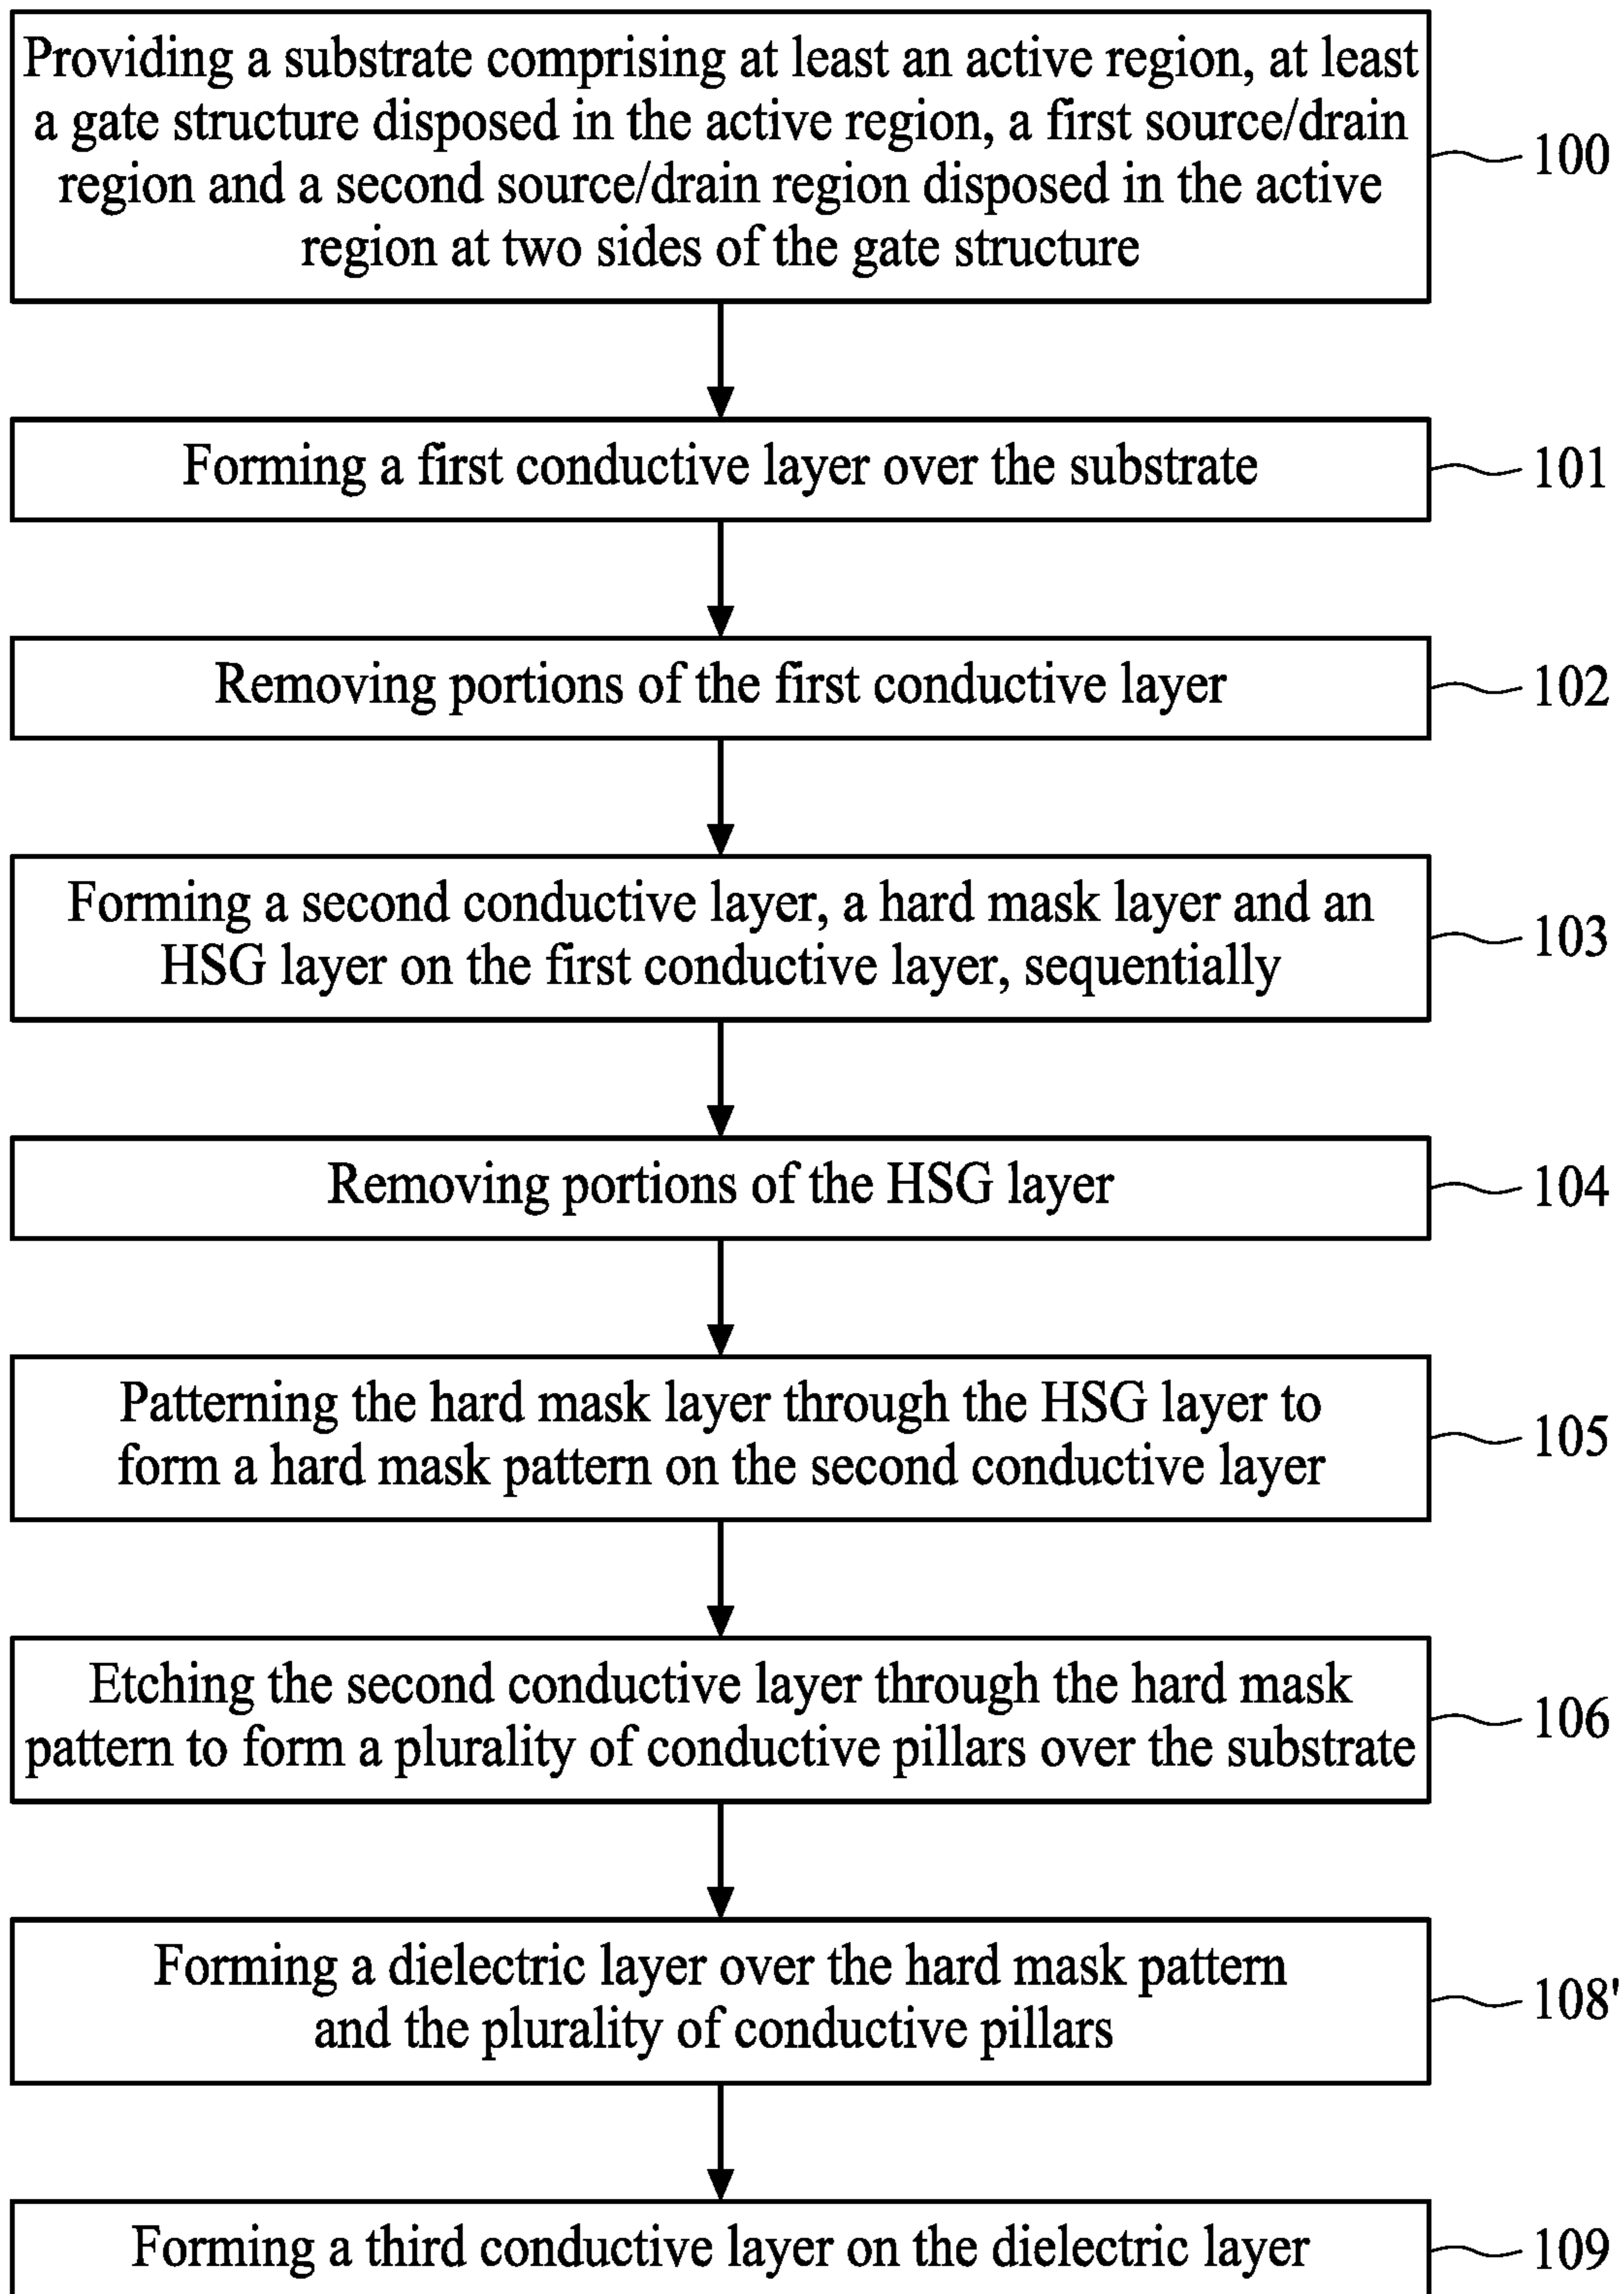 Providing a substrate comprising at least an active region, at least
a gate structure disposed in the active region, a first source/drain
region and a second source/drain region disposed in the active
region at two sides of the gate structure
100
Forming a first conductive layer over the substrate
101
Removing portions of the first conductive layer
102
Forming a second conductive layer, a hard mask layer and an
HSG layer on the first conductive layer, sequentially
103
Removing portions of the HSG layer
104
Patterning the hard mask layer through the HSG layer to
form a hard mask pattern on the second conductive layer
105
Etching the second conductive layer through the hard mask
pattern to form a plurality of conductive pillars over the substrate
106
Forming a dielectric layer over the hard mask pattern
and the plurality of conductive pillars
108'
Forming a third conductive layer on the dielectric layer
109